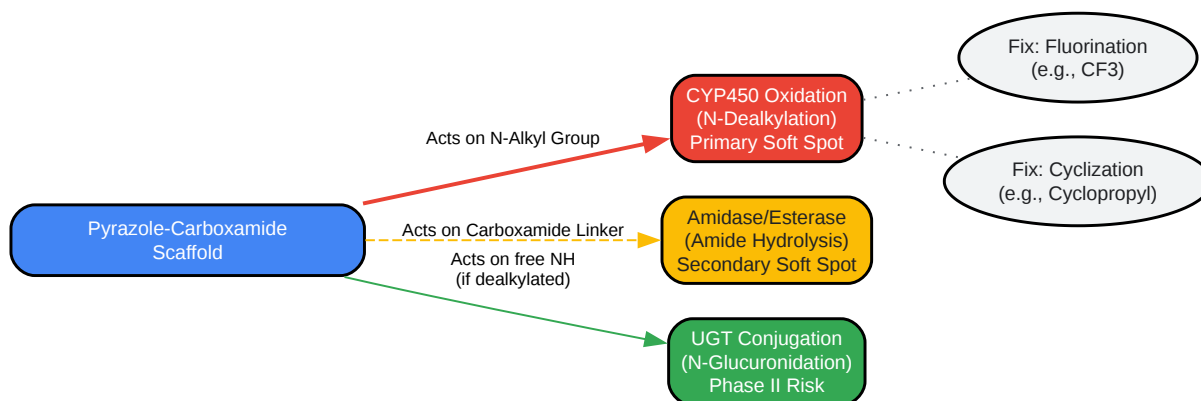 Pyrazole-Carboxamide
Scaffold
Acts on N-Alkyl Group
Acts on Carboxamide Linker
Acts on free NH
(if dealkylated)
CYP450 Oxidation
(N-Dealkylation)
Primary Soft Spot
Amidase/Esterase
(Amide Hydrolysis)
Secondary Soft Spot
UGT Conjugation
(N-Glucuronidation)
Phase II Risk
Fix: Fluorination
(e.g., CF3)
Fix: Cyclization
(e.g., Cyclopropyl)